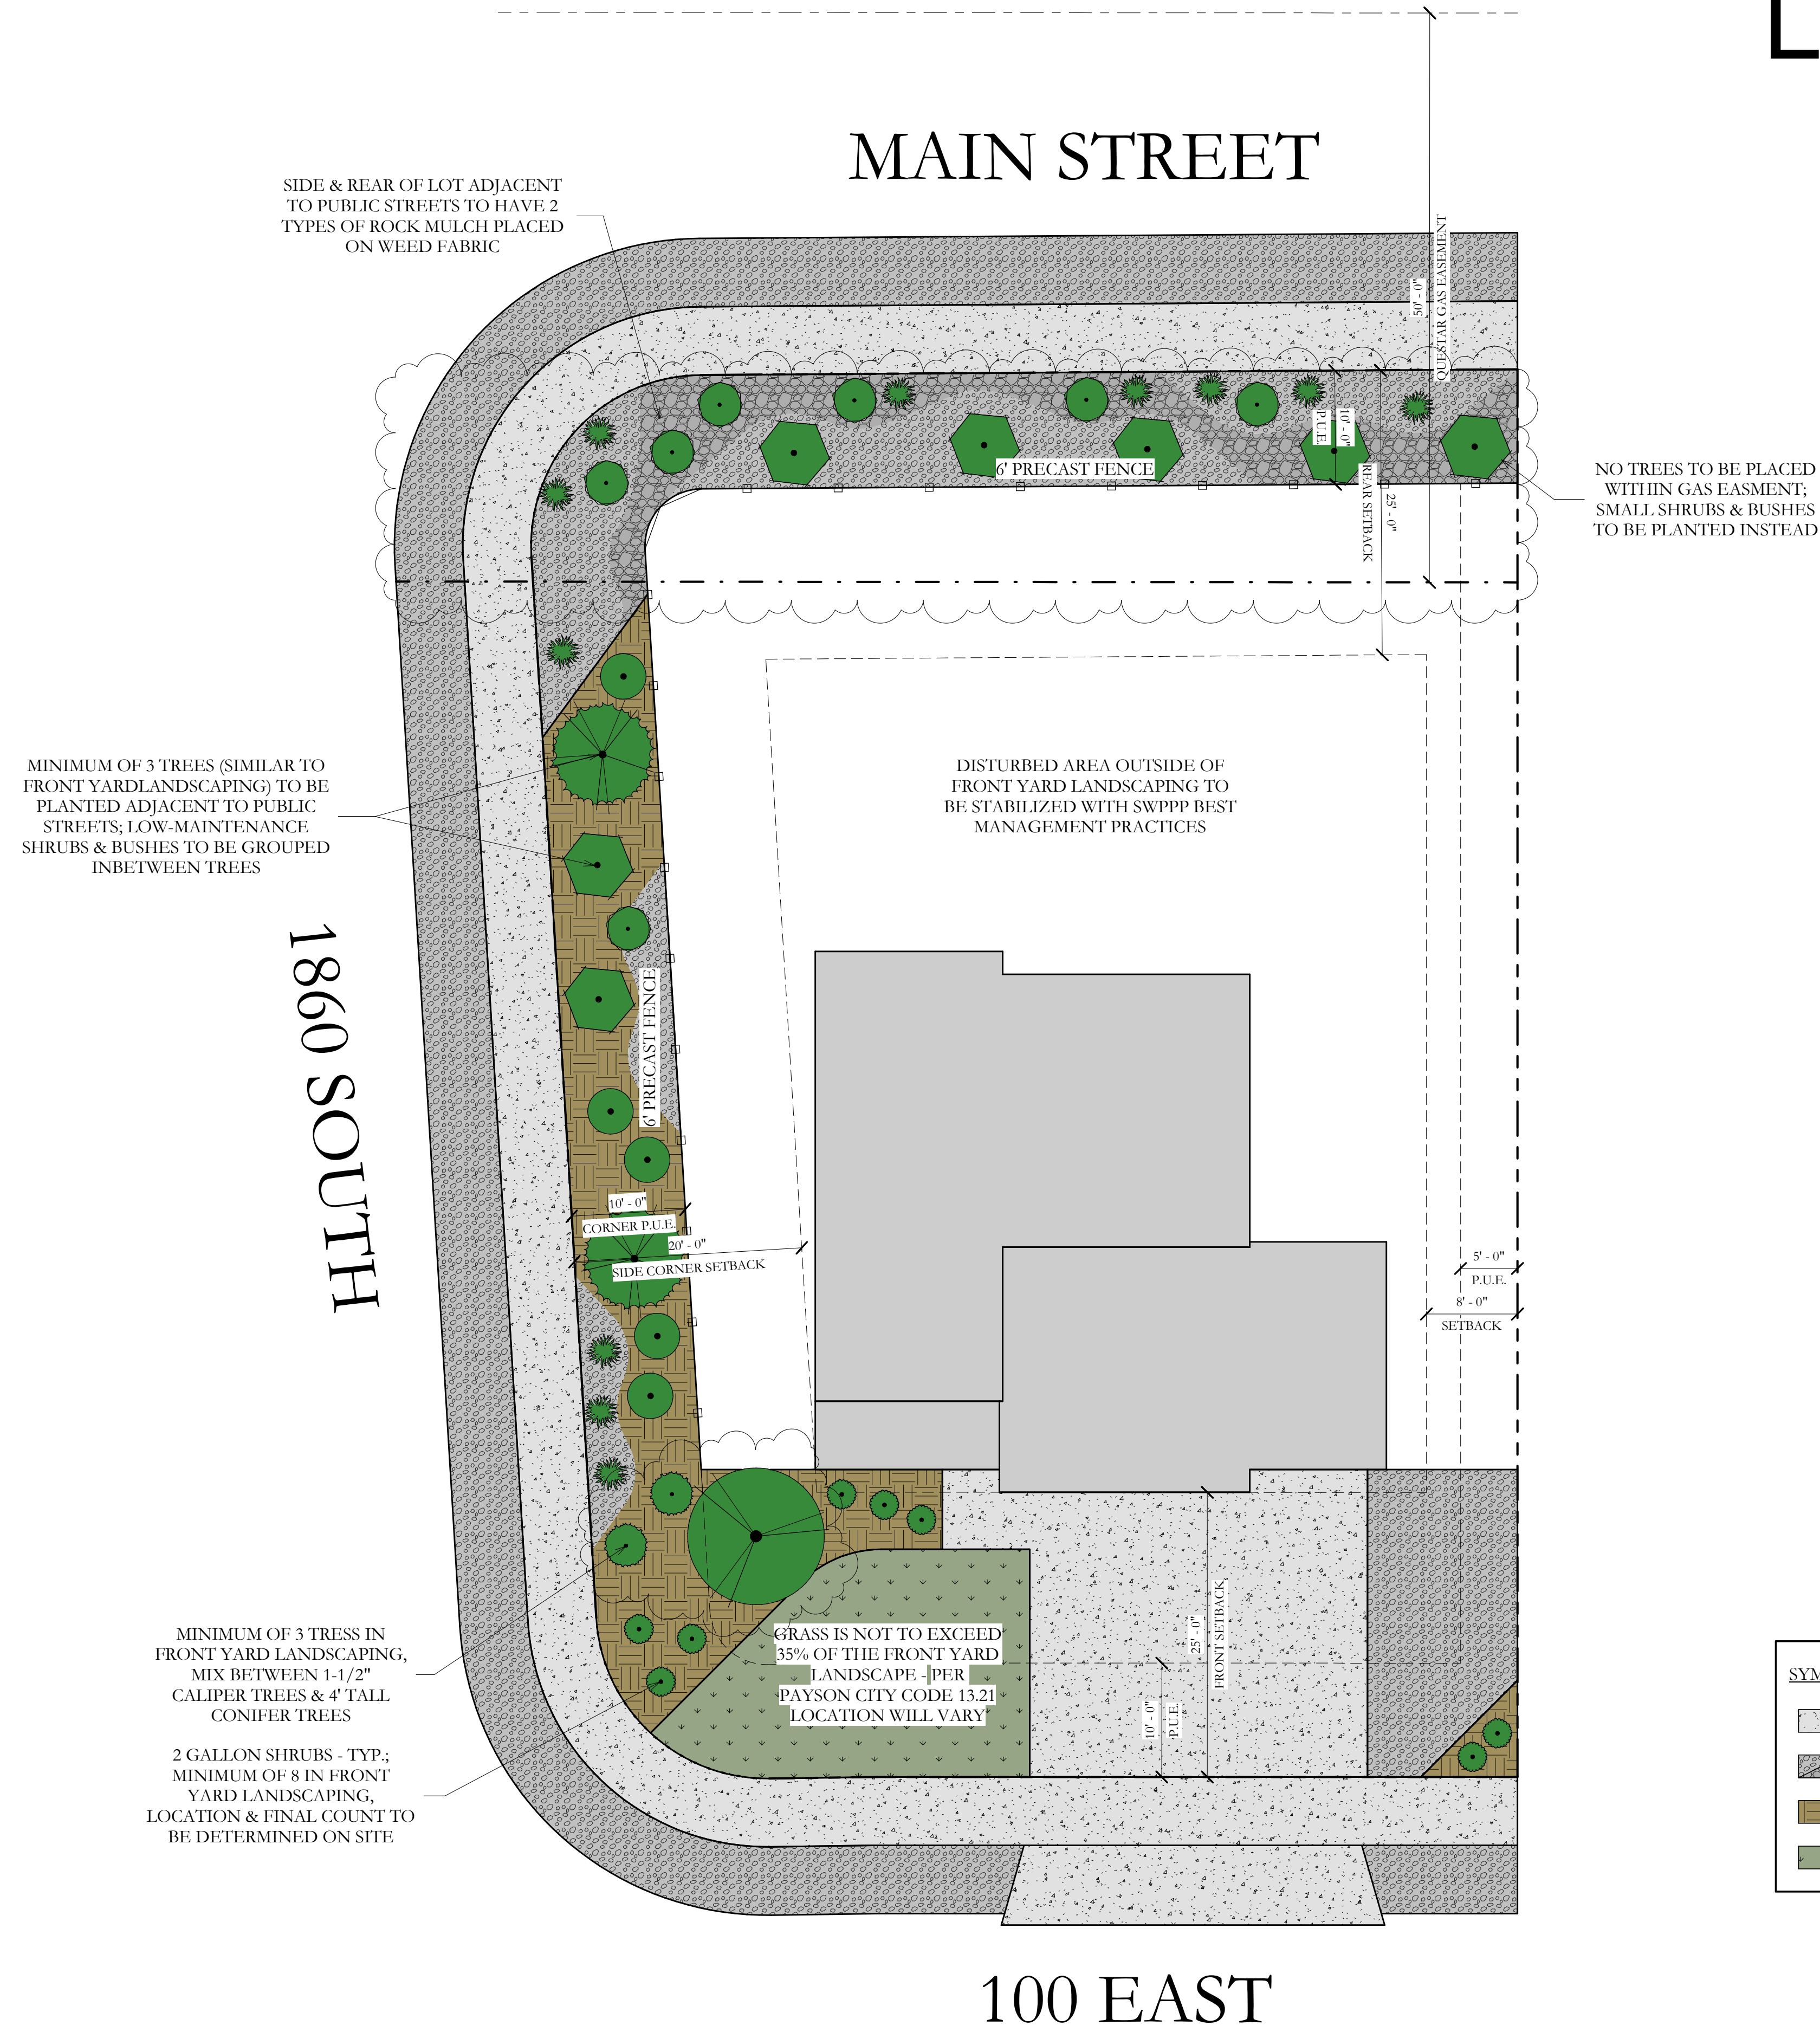 L
MAIN STREET
SIDE & REAR OF LOT ADJACENT
TO PUBLIC STREETS TO HAVE 2
TYPES OF ROCK MULCH PLACED
ON WEED FABRIC
50' - 0"
QUESTAR GAS EASEMENT
10' - 0"
P.U.E.
6' PRECAST FENCE
REAR SETBACK
25' - 0"
NO TREES TO BE PLACED
WITHIN GAS EASMENT;
SMALL SHRUBS & BUSHES
TO BE PLANTED INSTEAD
MINIMUM OF 3 TREES (SIMILAR TO
FRONT YARDLANDSCAPING) TO BE
PLANTED ADJACENT TO PUBLIC
STREETS; LOW-MAINTENANCE
SHRUBS & BUSHES TO BE GROUPED
INBETWEEN TREES
DISTURBED AREA OUTSIDE OF
FRONT YARD LANDSCAPING TO
BE STABILIZED WITH SWPPP BEST
MANAGEMENT PRACTICES
1860 SOUTH
6' PRECAST FENCE
10' - 0"
CORNER P.U.E.
20' - 0"
SIDE CORNER SETBACK
5' - 0"
P.U.E.
8' - 0"
SETBACK
MINIMUM OF 3 TRESS IN
FRONT YARD LANDSCAPING,
MIX BETWEEN 1-1/2"
CALIPER TREES & 4' TALL
CONIFER TREES
2 GALLON SHRUBS - TYP.;
MINIMUM OF 8 IN FRONT
YARD LANDSCAPING,
LOCATION & FINAL COUNT TO
BE DETERMINED ON SITE
GRASS IS NOT TO EXCEED
35% OF THE FRONT YARD
LANDSCAPE - PER
PAYSON CITY CODE 13.21
LOCATION WILL VARY
25' - 0"
FRONT SETBACK
10' - 0"
P.U.E.
SYM
100 EAST